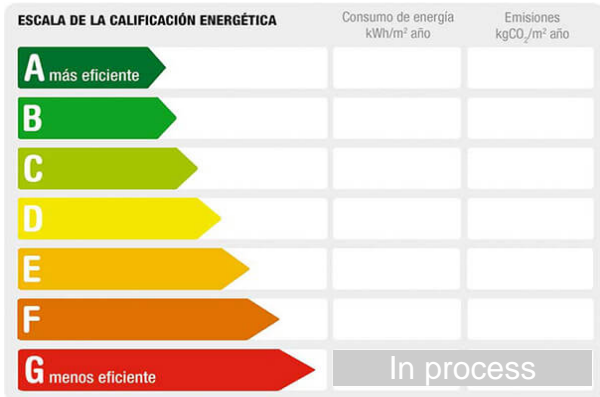 ESCALA DE LA CALIFICACIÓN ENERGÉTICA
Consumo de energía
kWh/m² año
Emisiones
kgCO₂/m² año
A más eficiente
B
C
D
E
F
G menos eficiente
In process